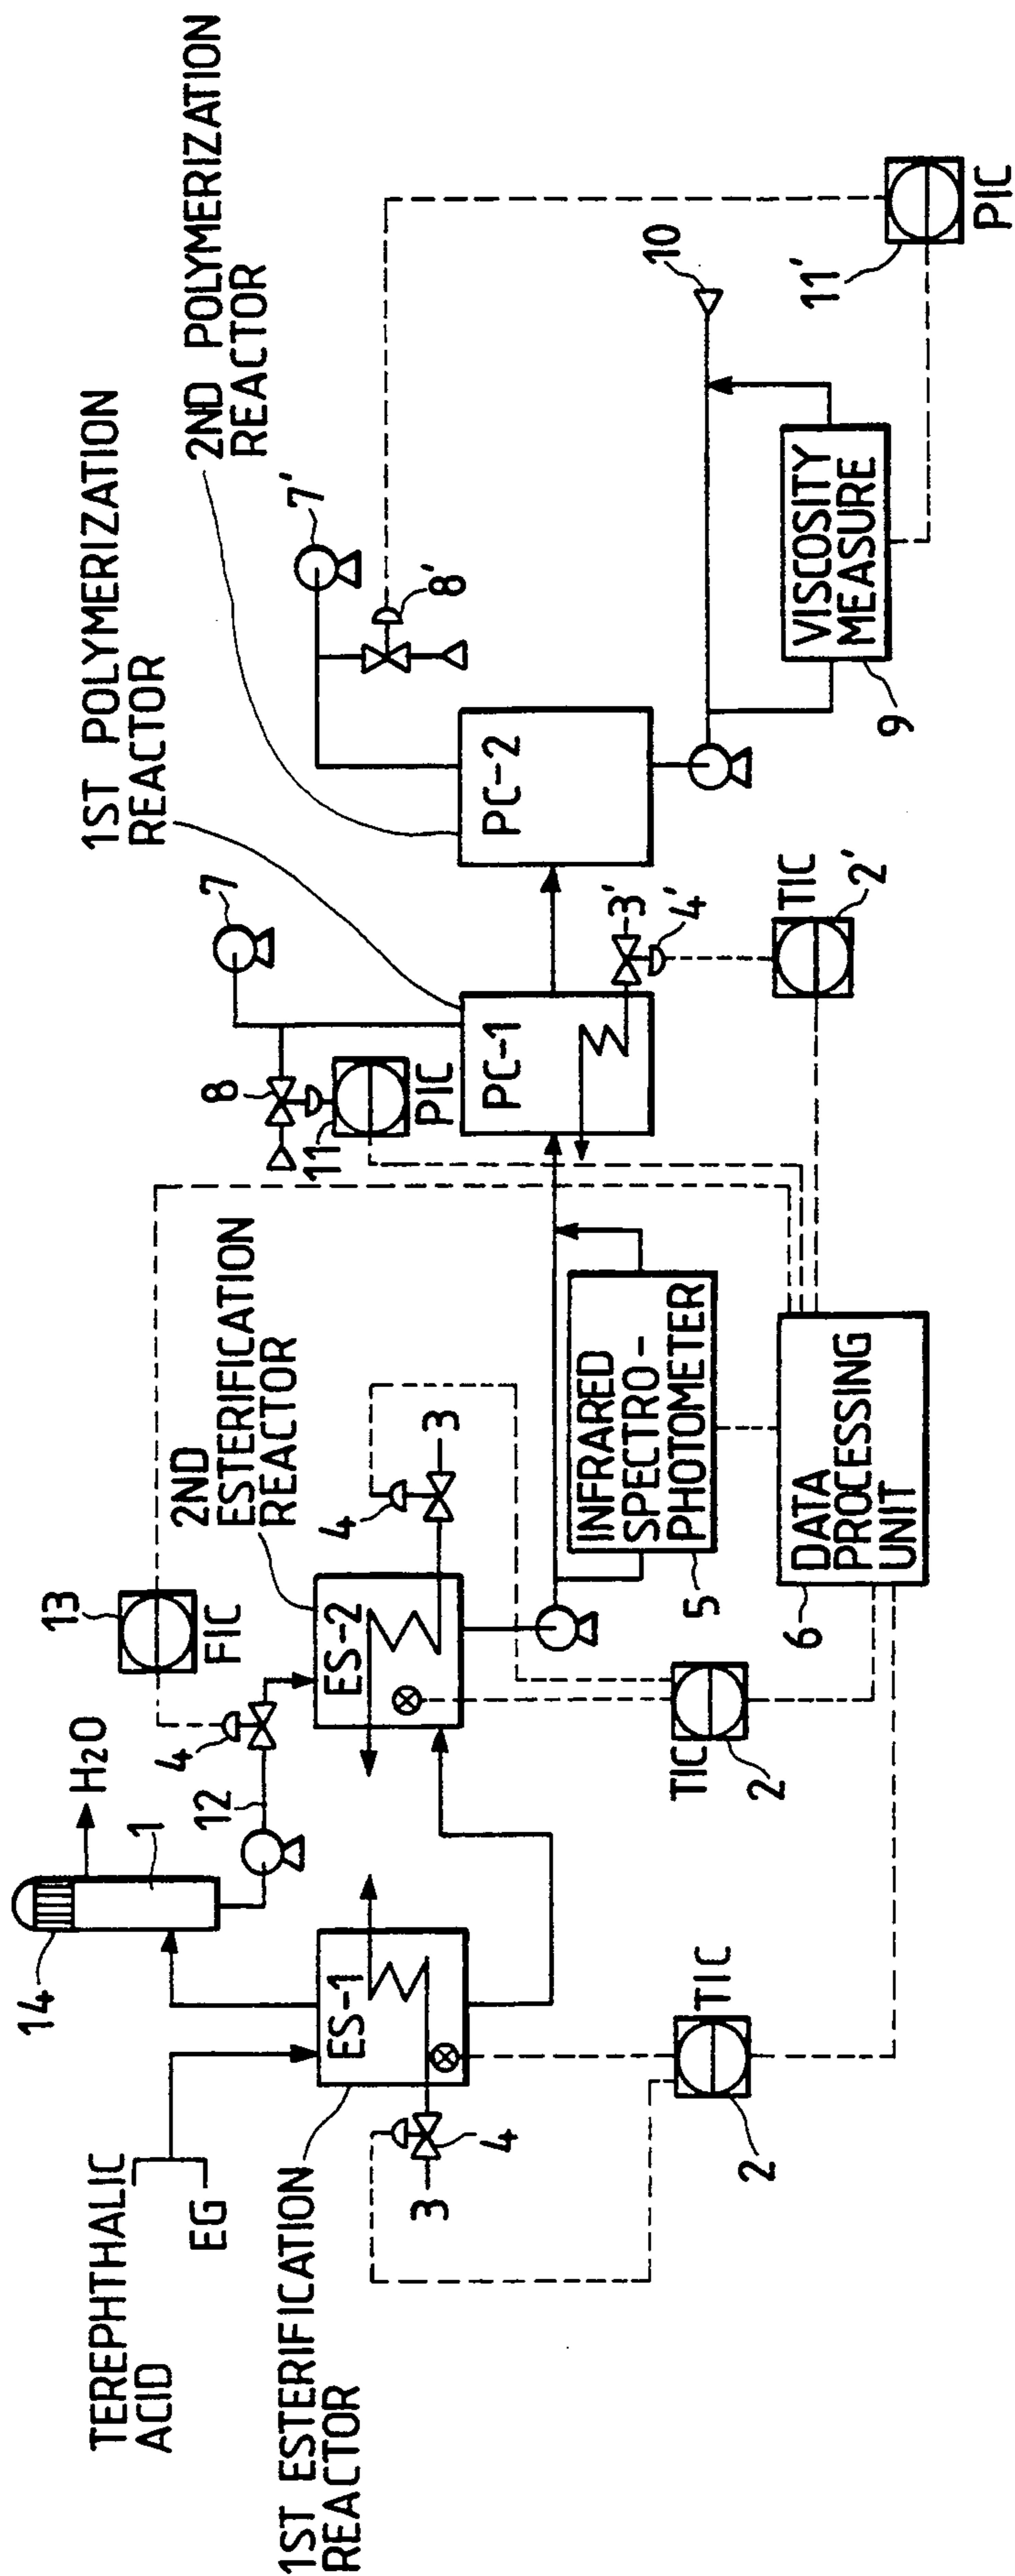 TEREPHTHALIC
ACID
EG
1ST ESTERIFICATION
REACTOR
14
1
H₂O
12
4
13
FIC
2ND
ESTERIFICATION
REACTOR
ES-1
3
4
TIC
2
ES-2
4
3
TIC
2
INFRARED
SPECTRO-
PHOTOMETER
5
DATA
PROCESSING
UNIT
6
8
11
PIC
7
1ST POLYMERIZATION
REACTOR
PC-1
3'
4'
TIC
2'
2ND POLYMERIZATION
REACTOR
7'
8'
PC-2
10
VISCOSITY
MEASURE
9
11'
PIC